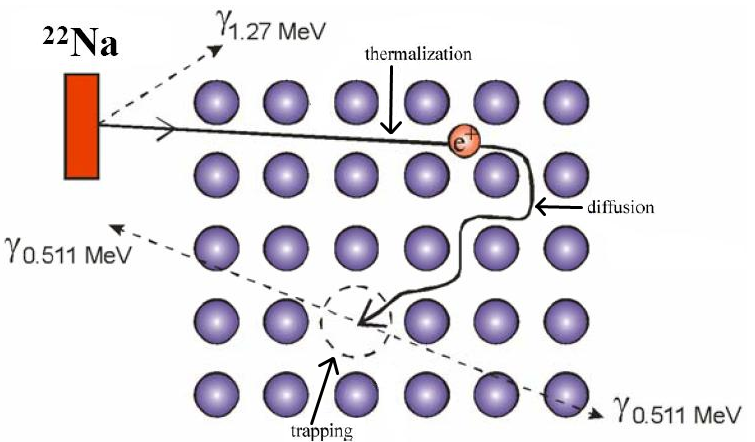 γ1.27 MeV
²²Na
thermalization
e⁺
diffusion
γ0.511 MeV
γ0.511 MeV
trapping